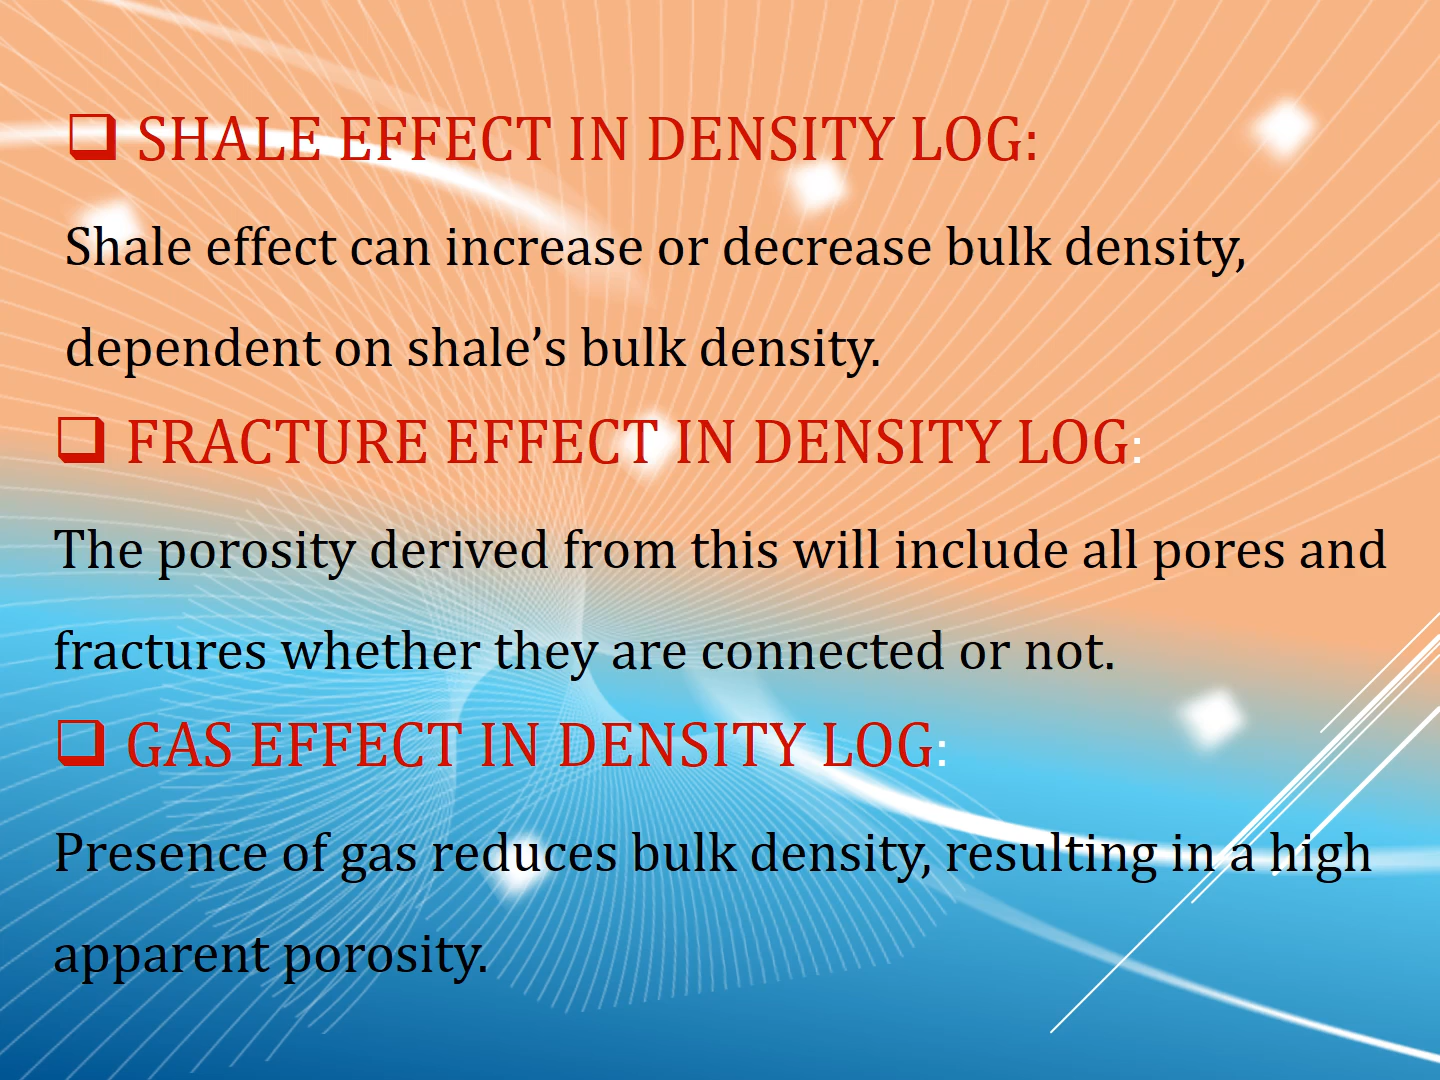 ❑ SHALE EFFECT IN DENSITY LOG:
Shale effect can increase or decrease bulk density,
dependent on shale’s bulk density.
❑ FRACTURE EFFECT IN DENSITY LOG:
The porosity derived from this will include all pores and
fractures whether they are connected or not.
❑ GAS EFFECT IN DENSITY LOG:
Presence of gas reduces bulk density, resulting in a high
apparent porosity.